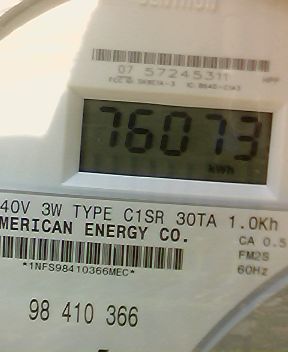 07 57245311
76073
kWh
40V 3W TYPE C1SR 30TA 1.0Kh
MERICAN ENERGY CO.
CA 0.5
FM2S
60Hz
*1NFS98410366MEC*
98 410 366